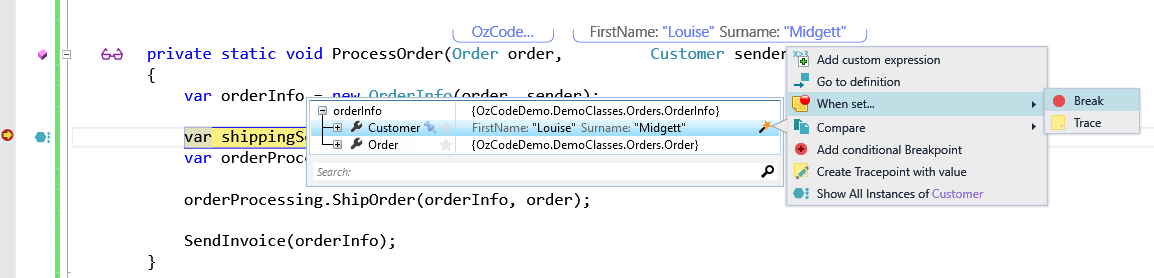 OzCode... FirstName: "Louise" Surname: "Midgett"
private static void ProcessOrder(Order order, Customer sender
{
var orderInfo = new OrderInfo(order, sender);
orderInfo {OzCodeDemo.DemoClasses.Orders.OrderInfo}
Customer FirstName: "Louise" Surname: "Midgett"
Order {OzCodeDemo.DemoClasses.Orders.Order}
Search:
X>3
Add custom expression
Go to definition
When set...
Break
Trace
Compare
Add conditional Breakpoint
Create Tracepoint with value
Show All Instances of Customer
var shippingSe
var orderProc
orderProcessing.ShipOrder(orderInfo, order);
SendInvoice(orderInfo);
}